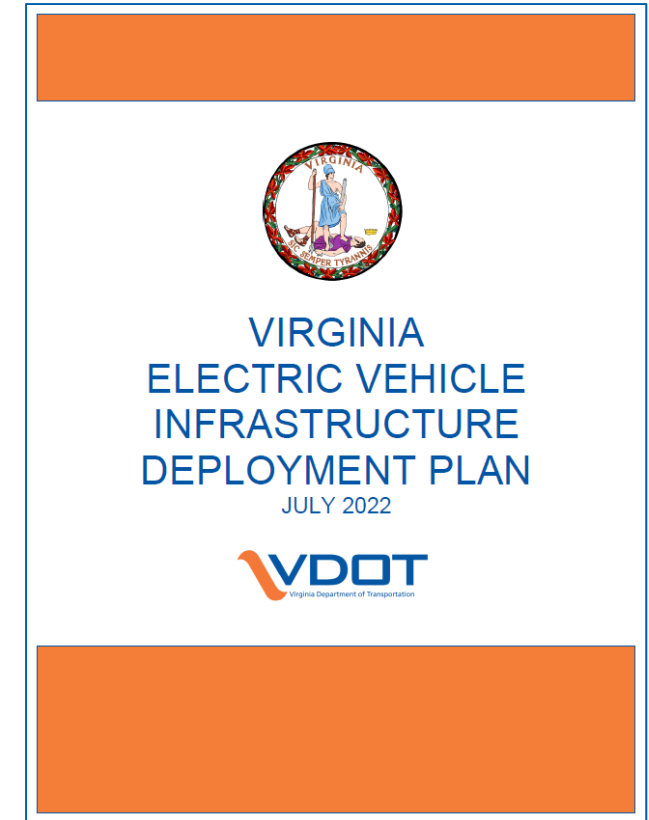 VIRGINIA
SIC SEMPER TYRANNIS
VIRGINIA
ELECTRIC VEHICLE
INFRASTRUCTURE
DEPLOYMENT PLAN
JULY 2022
VDOT
Virginia Department of Transportation